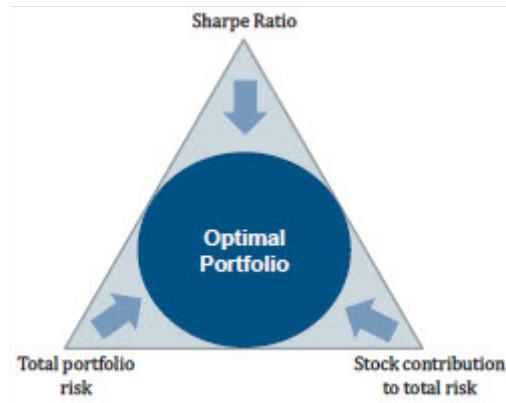 Sharpe Ratio
Optimal
Portfolio
Total portfolio
risk
Stock contribution
to total risk